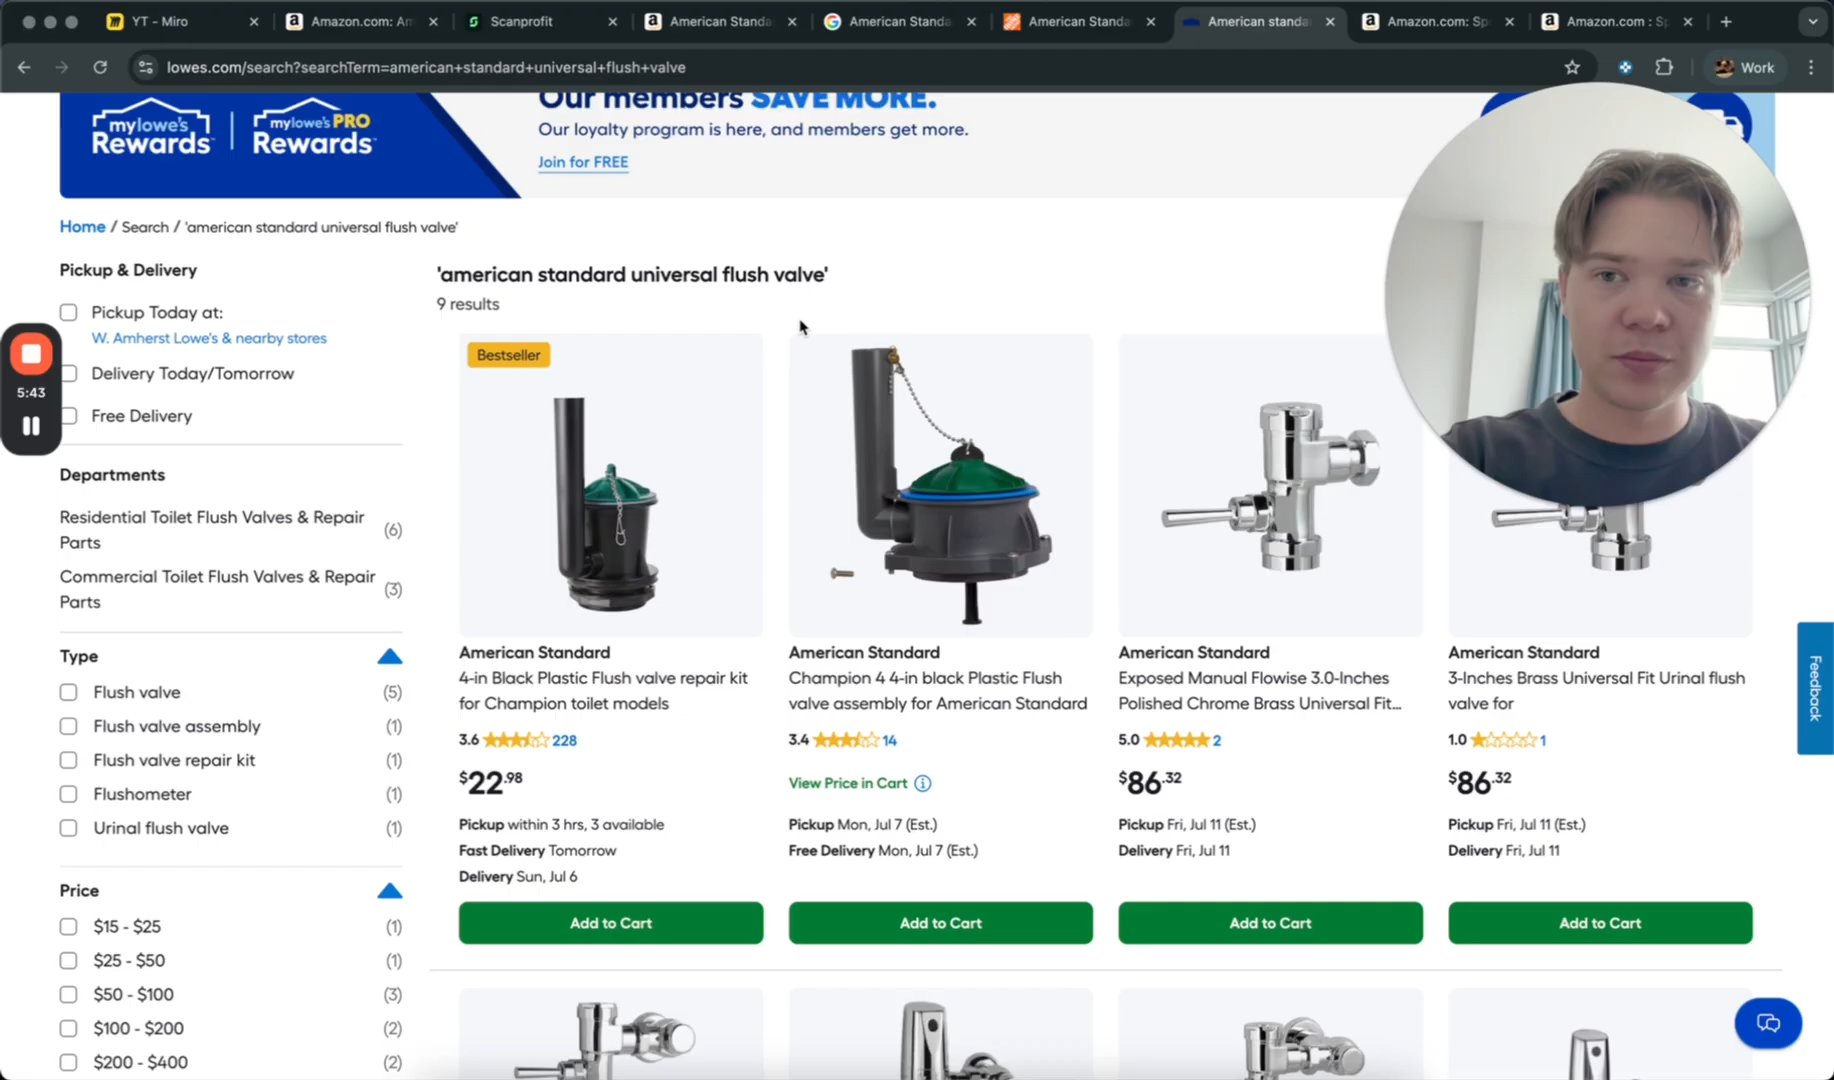 YT - Miro
Amazon.com: Am
Scanprofit
American Standa
American Standa
American Standa
American standa
Amazon.com: Sp
Amazon.com : Sp
lowes.com/search?searchTerm=american+standard+universal+flush+valve
Work
mylowe's
Rewards
mylowe's PRO
Rewards
Our members SAVE MORE.
Our loyalty program is here, and members get more.
Join for FREE
Home / Search / 'american standard universal flush valve'
Pickup & Delivery
Pickup Today at:
W. Amherst Lowe's & nearby stores
Delivery Today/Tomorrow
Free Delivery
5:43
Departments
Residential Toilet Flush Valves & Repair
Parts
(6)
Commercial Toilet Flush Valves & Repair
Parts
(3)
Type
Flush valve (5)
Flush valve assembly (1)
Flush valve repair kit (1)
Flushometer (1)
Urinal flush valve (1)
Price
$15 - $25 (1)
$25 - $50 (1)
$50 - $100 (3)
$100 - $200 (2)
$200 - $400 (2)
'american standard universal flush valve'
9 results
Bestseller
American Standard
4-in Black Plastic Flush valve repair kit
for Champion toilet models
3.6 228
$22.98
Pickup within 3 hrs, 3 available
Fast Delivery Tomorrow
Delivery Sun, Jul 6
Add to Cart
American Standard
Champion 4 4-in black Plastic Flush
valve assembly for American Standard
3.4 14
View Price in Cart
Pickup Mon, Jul 7 (Est.)
Free Delivery Mon, Jul 7 (Est.)
Add to Cart
American Standard
Exposed Manual Flowise 3.0-Inches
Polished Chrome Brass Universal Fit...
5.0 2
$86.32
Pickup Fri, Jul 11 (Est.)
Delivery Fri, Jul 11
Add to Cart
American Standard
3-Inches Brass Universal Fit Urinal flush
valve for
1.0 1
$86.32
Pickup Fri, Jul 11 (Est.)
Delivery Fri, Jul 11
Add to Cart
Feedback